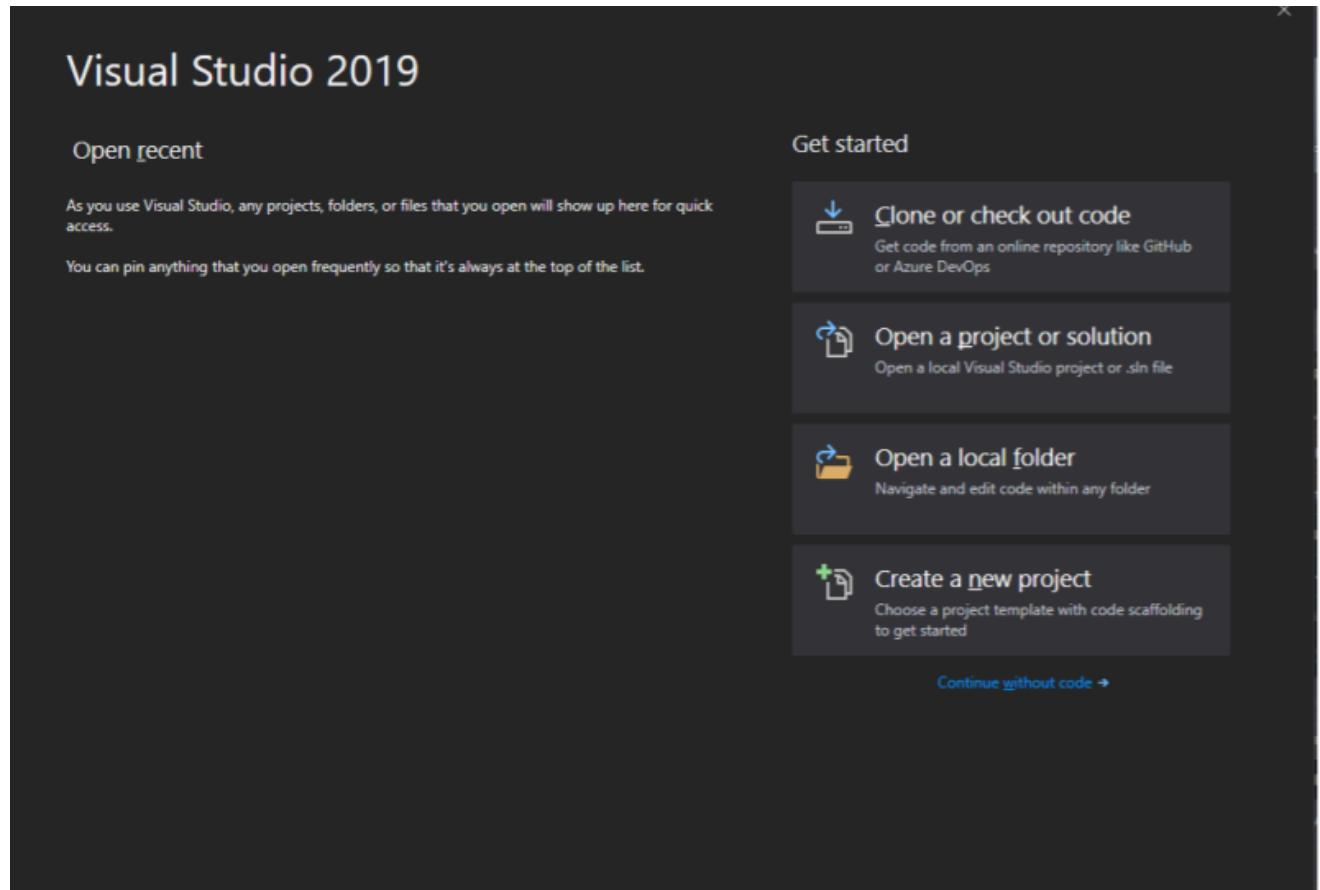 Visual Studio 2019
Open recent
As you use Visual Studio, any projects, folders, or files that you open will show up here for quick
access.
You can pin anything that you open frequently so that it's always at the top of the list.
Get started
Clone or check out code
Get code from an online repository like GitHub
or Azure DevOps
Open a project or solution
Open a local Visual Studio project or .sln file
Open a local folder
Navigate and edit code within any folder
Create a new project
Choose a project template with code scaffolding
to get started
Continue without code →